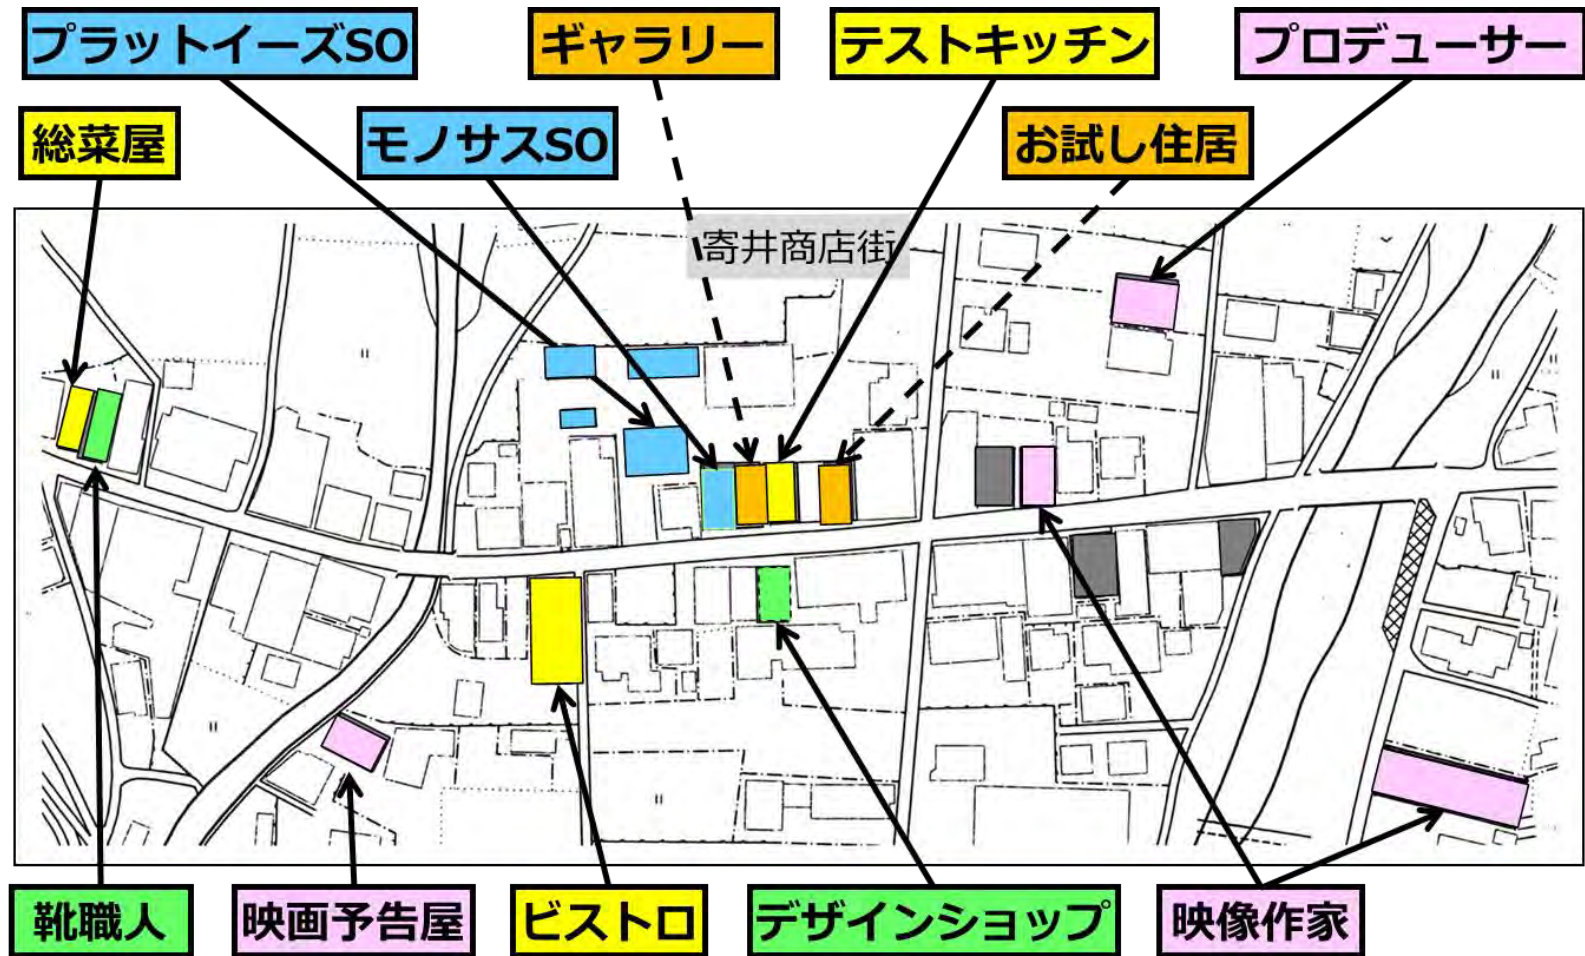 プラットイーズSO
ギャラリー
テストキッチン
プロデューサー
総菜屋
モノサスSO
お試し住居
寄井商店街
靴職人
映画予告屋
ビストロ
デザインショップ
映像作家